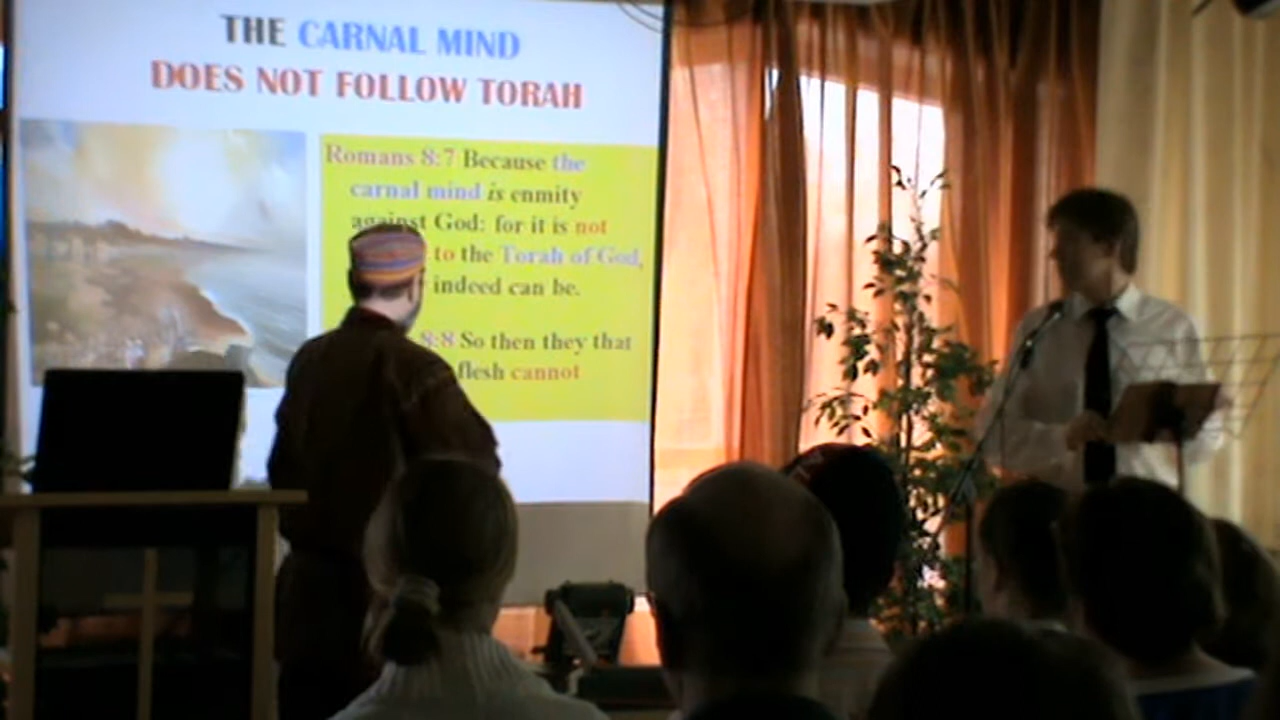 THE CARNAL MIND
DOES NOT FOLLOW TORAH
Romans 8:7 Because the
carnal mind is enmity
against God: for it is not
to the Torah of God,
indeed can be.
8:8 So then they that
flesh cannot